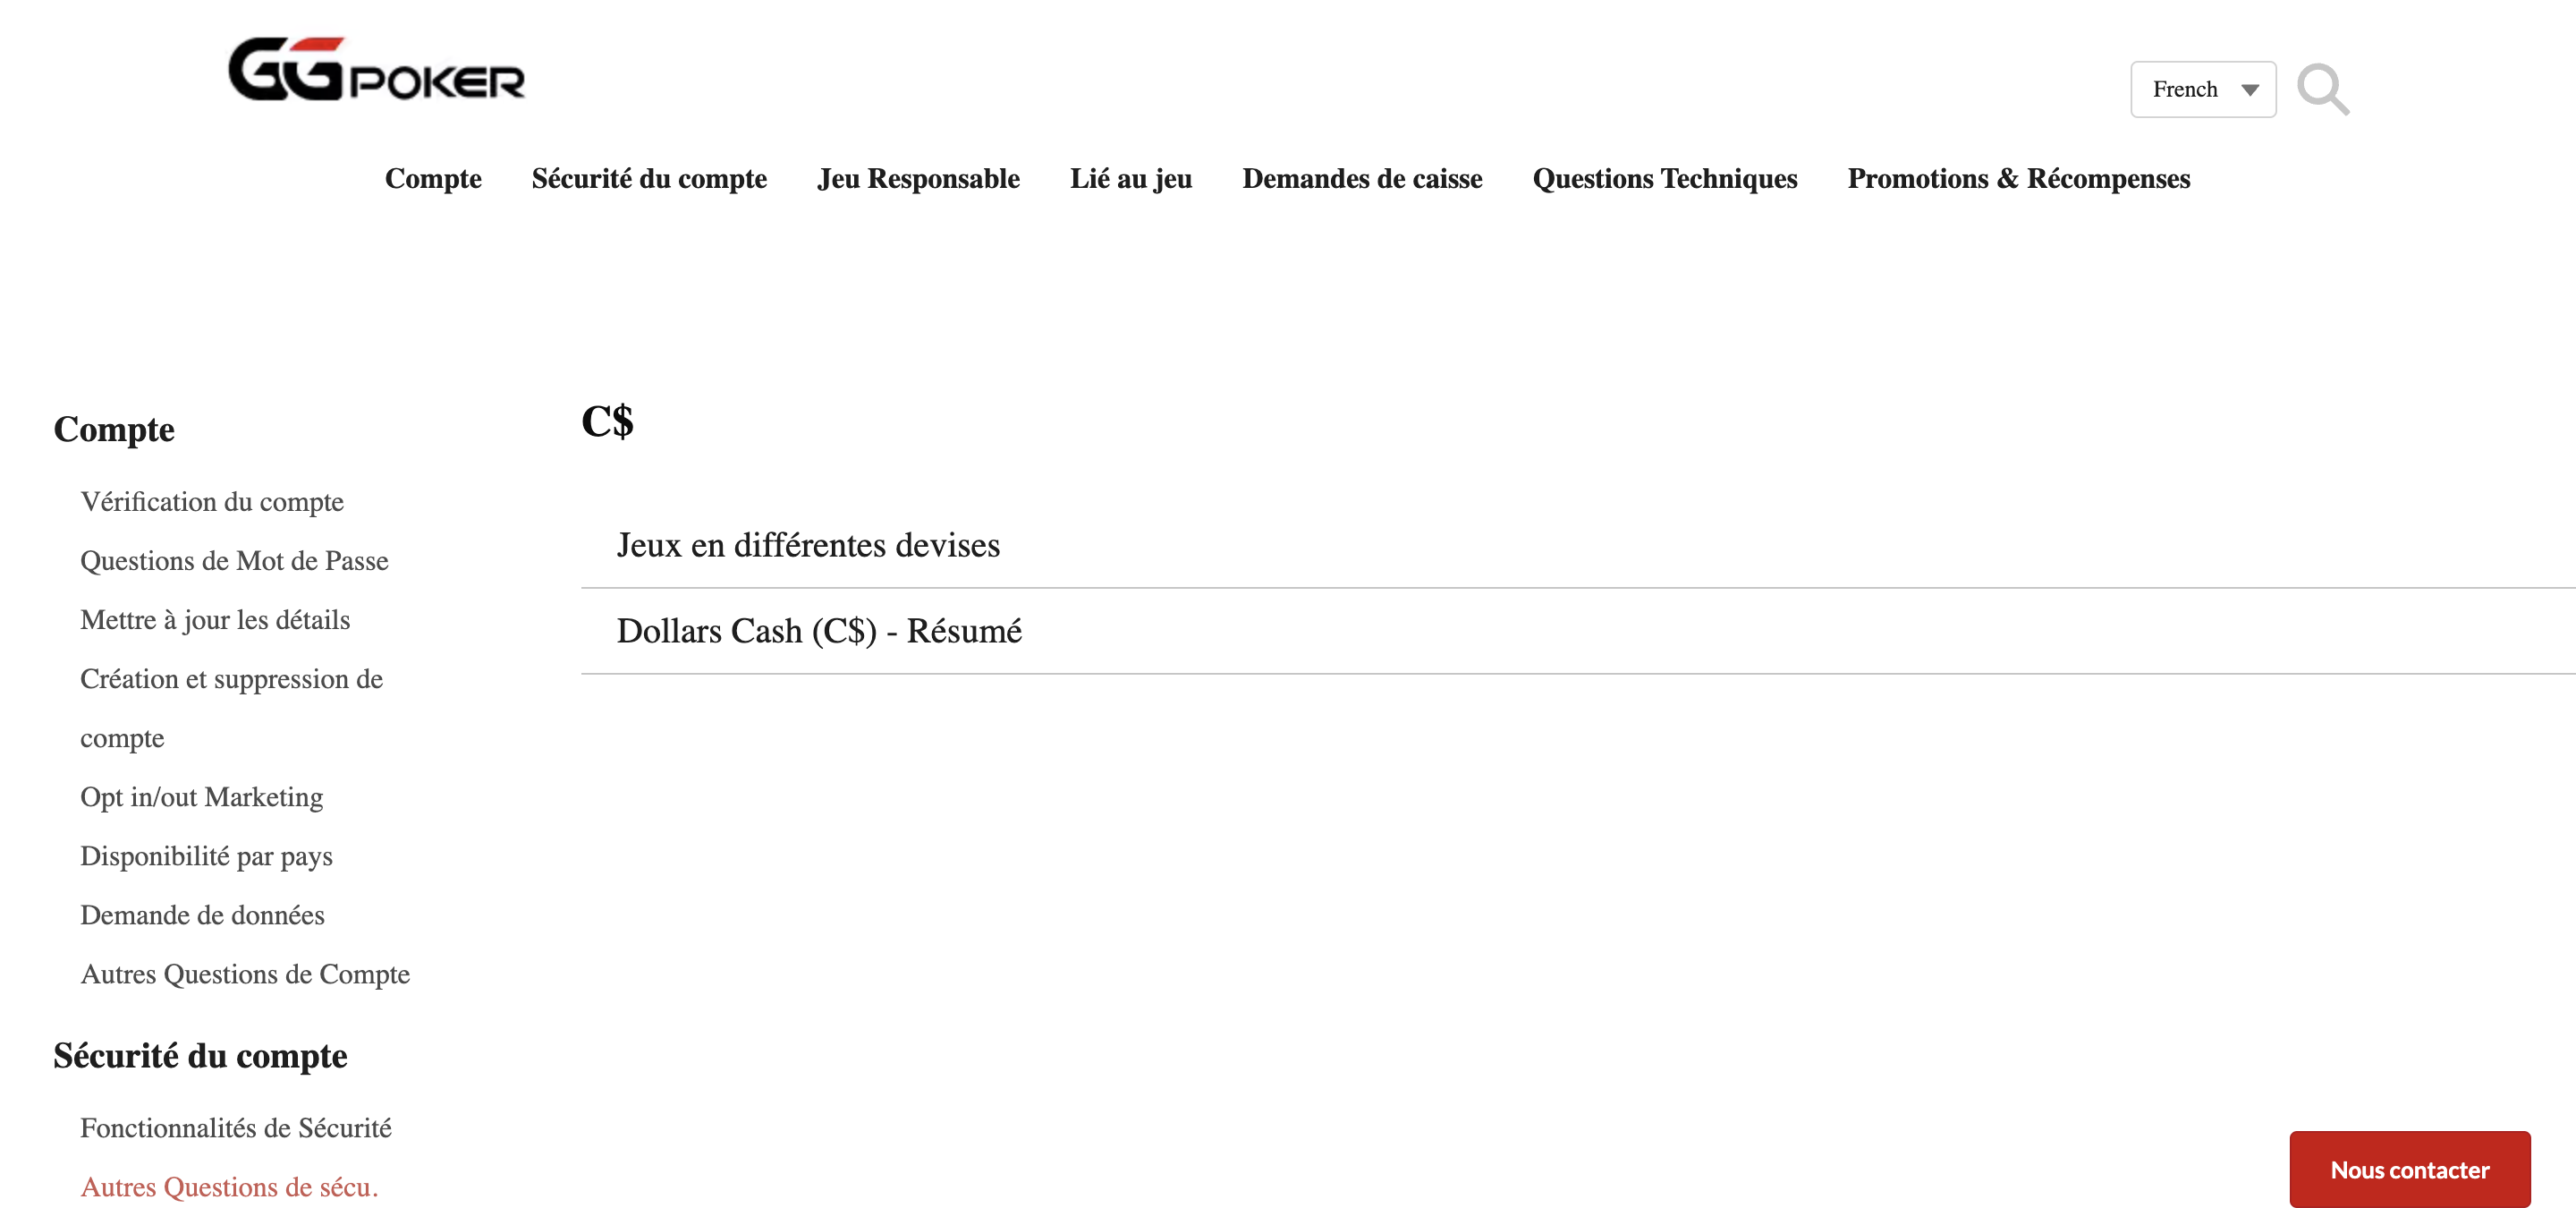 GGPOKER
French
Compte Sécurité du compte Jeu Responsable Lié au jeu Demandes de caisse Questions Techniques Promotions & Récompenses
Compte
Vérification du compte
Questions de Mot de Passe
Mettre à jour les détails
Création et suppression de
compte
Opt in/out Marketing
Disponibilité par pays
Demande de données
Autres Questions de Compte
Sécurité du compte
Fonctionnalités de Sécurité
Autres Questions de sécu.
C$
Jeux en différentes devises
Dollars Cash (C$) - Résumé
Nous contacter